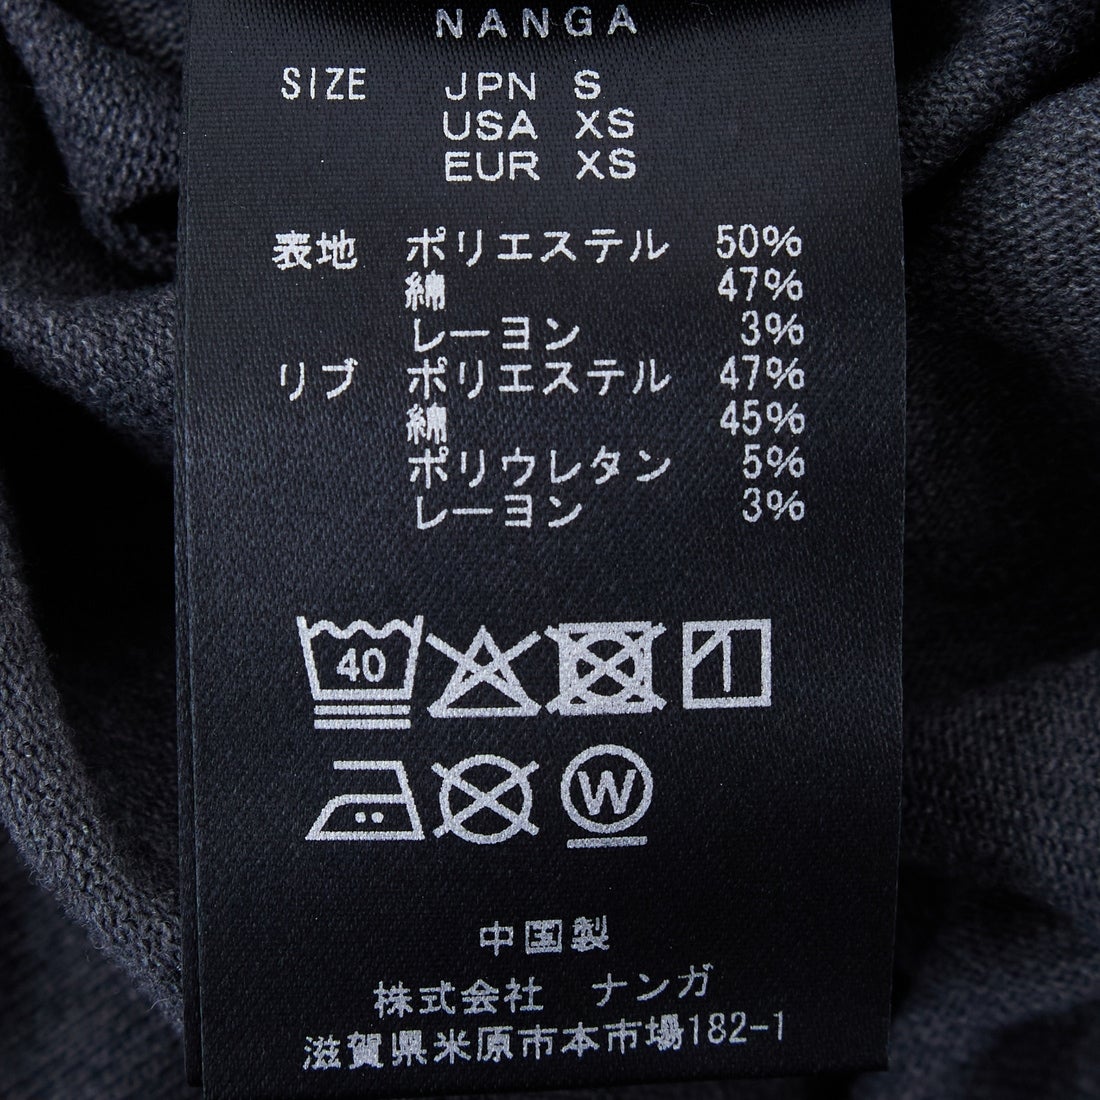 NANGA
SIZE JPN S
USA XS
EUR XS
表地 ポリエステル 50%
綿 47%
レーヨン 3%
リブ ポリエステル 47%
綿 45%
ポリウレタン 5%
レーヨン 3%
40
W
中国製
株式会社 ナンガ
滋賀県米原市本市場182-1